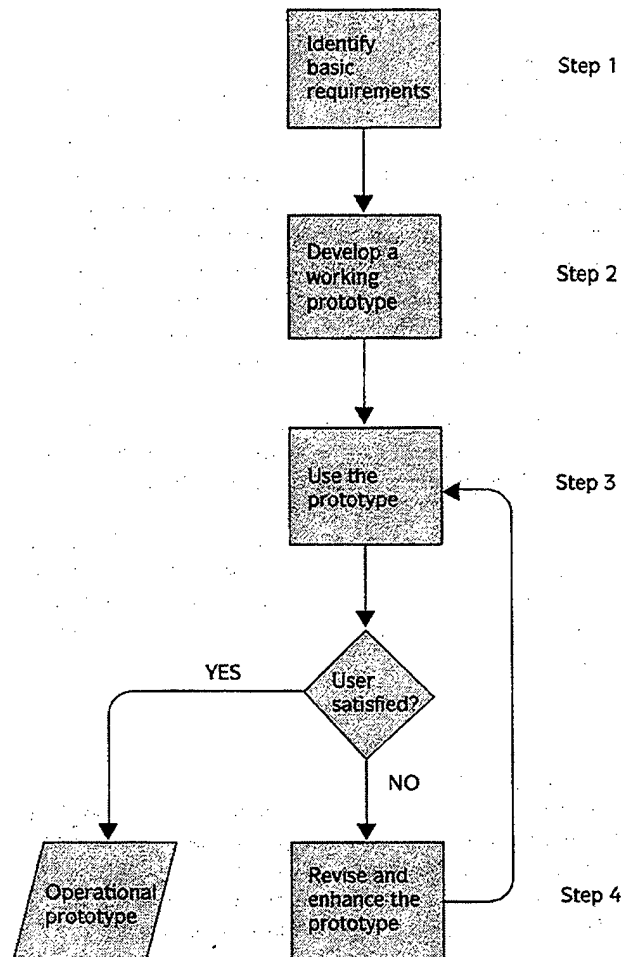 Identify
basic
requirements
Step 1
Develop a
working
prototype
Step 2
Use the
prototype
Step 3
User
satisfied?
YES
NO
Operational
prototype
Revise and
enhance the
prototype
Step 4